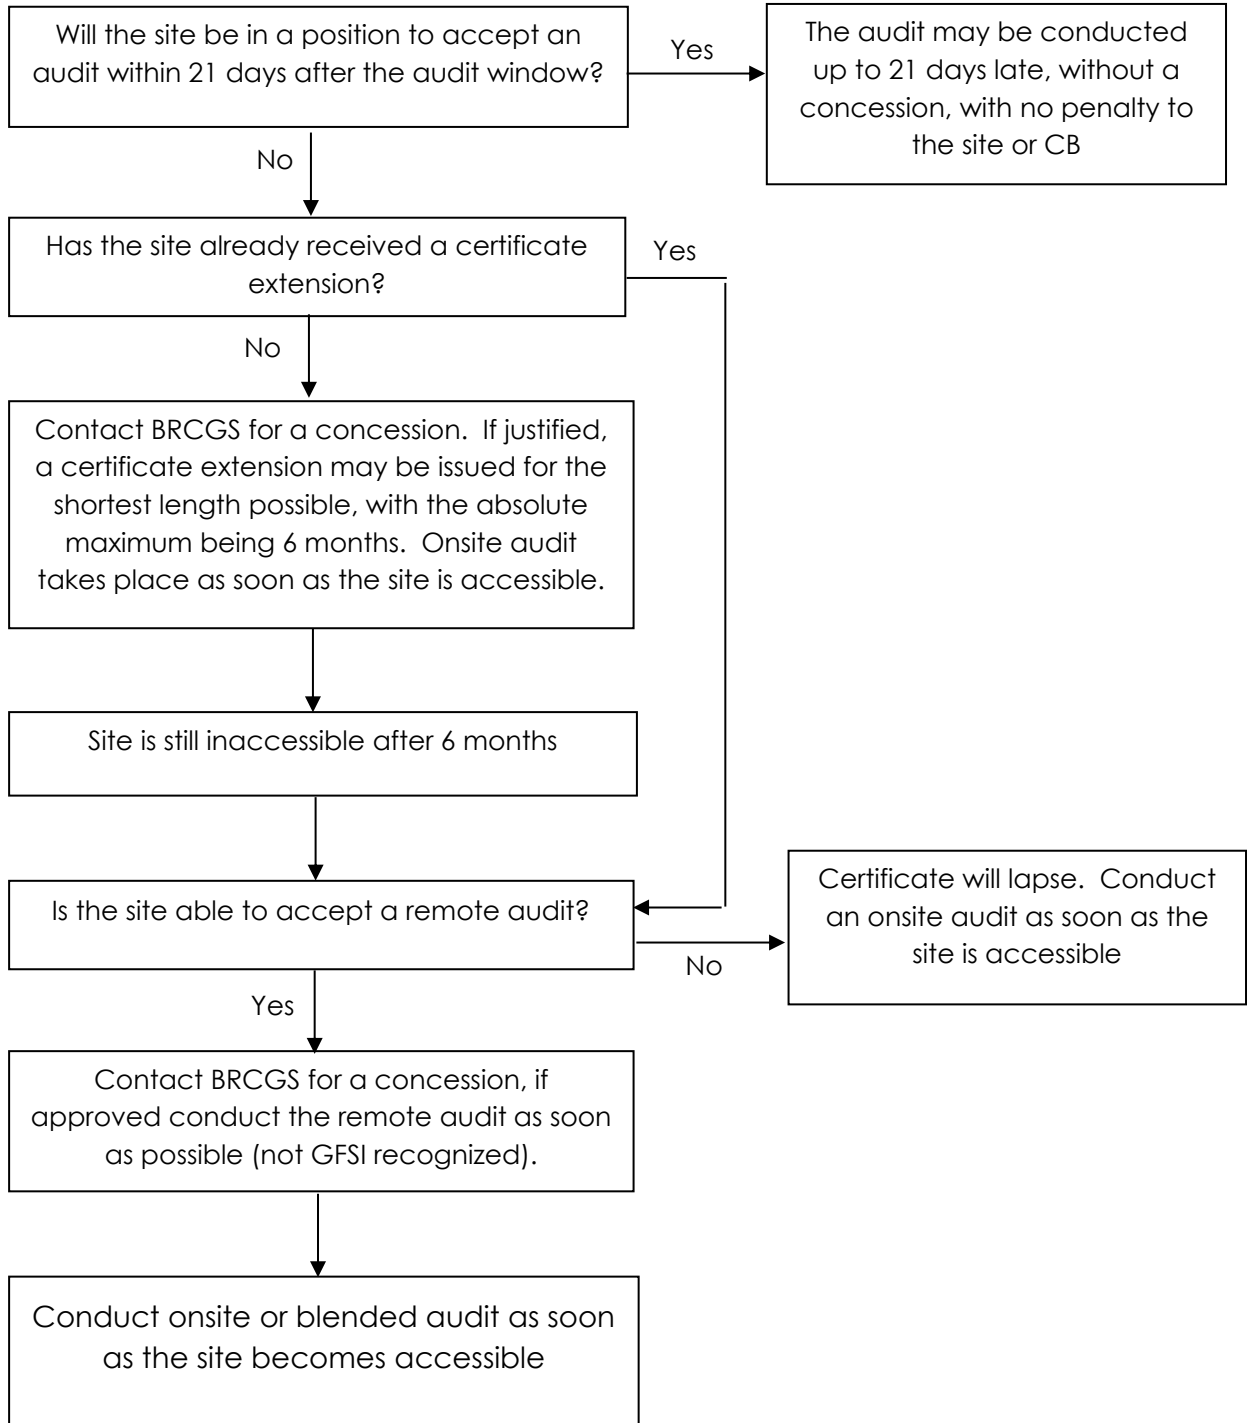 Will the site be in a position to accept an
audit within 21 days after the audit window?
Yes
The audit may be conducted
up to 21 days late, without a
concession, with no penalty to
the site or CB
No
Has the site already received a certificate
extension?
Yes
No
Contact BRCGS for a concession. If justified,
a certificate extension may be issued for the
shortest length possible, with the absolute
maximum being 6 months. Onsite audit
takes place as soon as the site is accessible.
Site is still inaccessible after 6 months
Is the site able to accept a remote audit?
No
Certificate will lapse. Conduct
an onsite audit as soon as the
site is accessible
Yes
Contact BRCGS for a concession, if
approved conduct the remote audit as soon
as possible (not GFSI recognized).
Conduct onsite or blended audit as soon
as the site becomes accessible